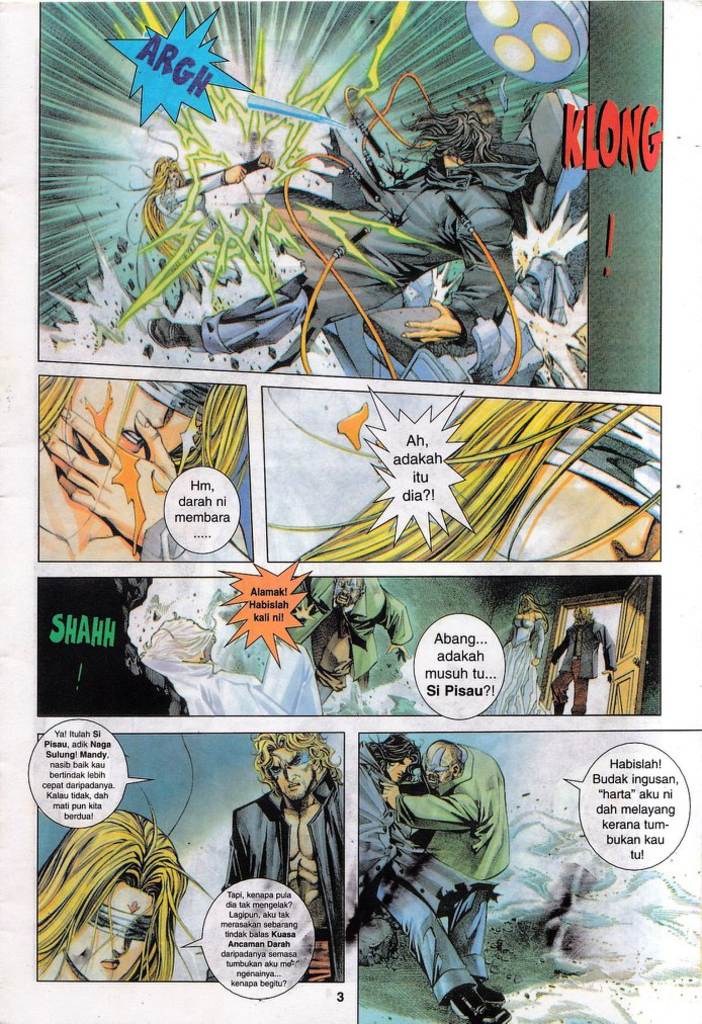 ARGH
KLONG
!
Hm,
darah ni
membara
.....
Ah,
adakah
itu
dia?!
SHAHH
!
Alamak!
Habislah
kali ni!
Abang...
adakah
musuh tu...
Si Pisau?!
Ya! Itulah Si
Pisau, adik Naga
Sulung! Mandy,
nasib baik kau
bertindak lebih
cepat daripadanya.
Kalau tidak, dah
mati pun kita
berdua!
Tapi, kenapa pula
dia tak mengelak?
Lagipun, aku tak
merasakan sebarang
tindak balas Kuasa
Ancaman Darah
daripadanya semasa
tumbukan aku me-
ngenainya...
kenapa begitu?
Habislah!
Budak ingusan,
"harta" aku ni
dah melayang
kerana tum-
bukan kau
tu!
3